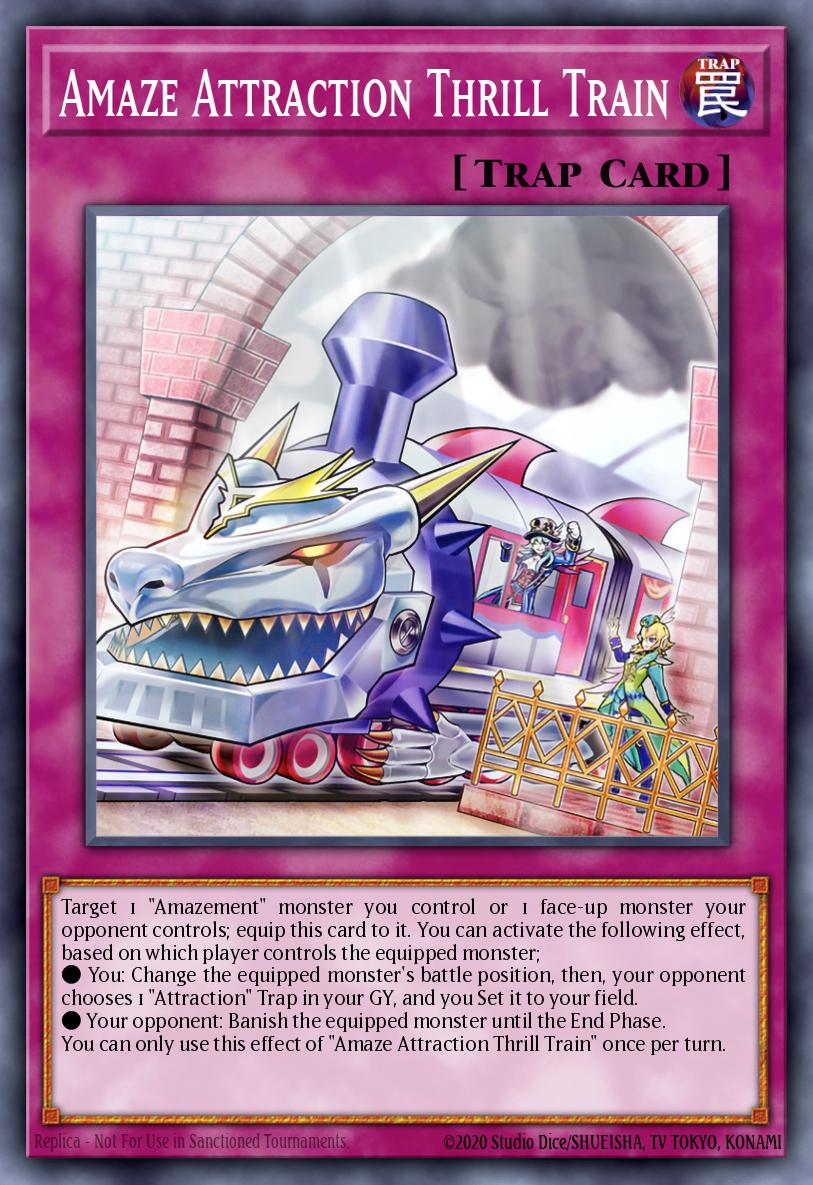 Amaze Attraction Thrill Train
TRAP
罠
[Trap Card]
Target 1 "Amazement" monster you control or 1 face-up monster your
opponent controls; equip this card to it. You can activate the following effect,
based on which player controls the equipped monster;
● You: Change the equipped monster's battle position, then, your opponent
chooses 1 "Attraction" Trap in your GY, and you Set it to your field.
● Your opponent: Banish the equipped monster until the End Phase.
You can only use this effect of "Amaze Attraction Thrill Train" once per turn.
Replica - Not For Use in Sanctioned Tournaments.
©2020 Studio Dice/SHUEISHA, TV TOKYO, KONAMI